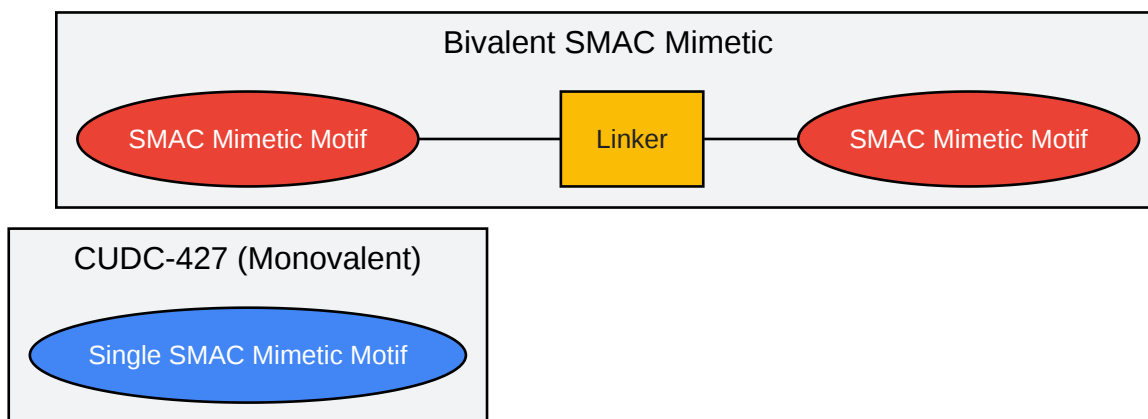 Bivalent SMAC Mimetic
SMAC Mimetic Motif
Linker
SMAC Mimetic Motif
CUDC-427 (Monovalent)
Single SMAC Mimetic Motif